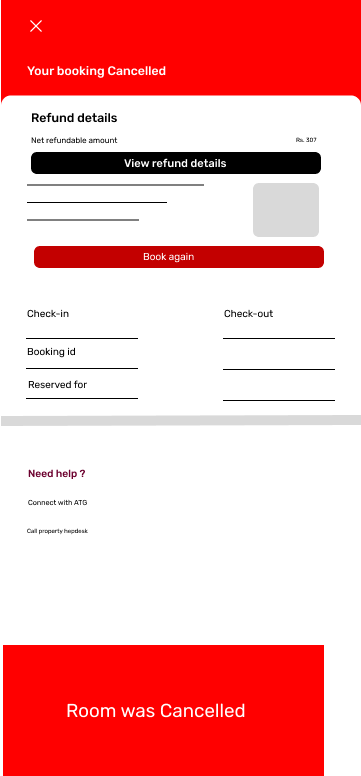 Your booking Cancelled
Refund details
Net refundable amount Rs. 307
View refund details
Book again
Check-in Check-out
Booking id
Reserved for
Need help ?
Connect with ATG
Call property hepdesk
Room was Cancelled